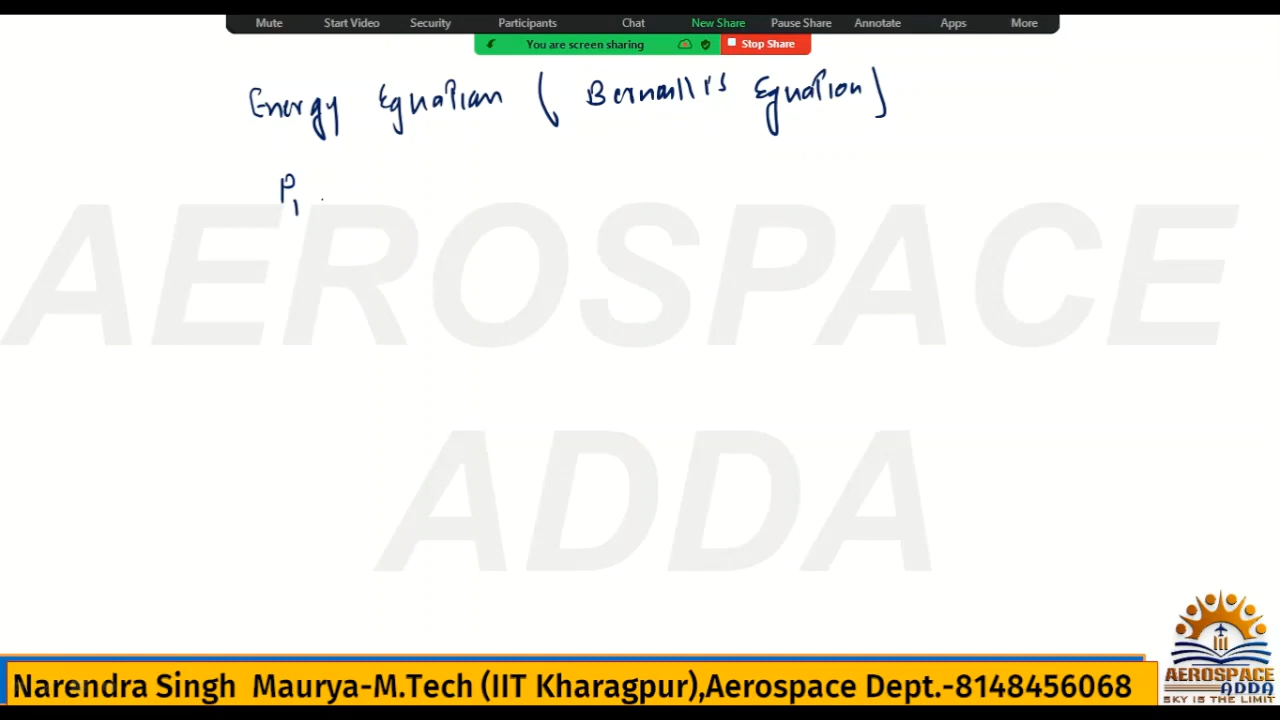 Mute Start Video Security Participants Chat New Share Pause Share Annotate Apps More
You are screen sharing Stop Share
Energy Equation ( Bernoulli's Equation)
P1
AEROSPACE
ADDA
AEROSPACE
ADDA
SKY IS THE LIMIT
Narendra Singh Maurya-M.Tech (IIT Kharagpur),Aerospace Dept.-8148456068